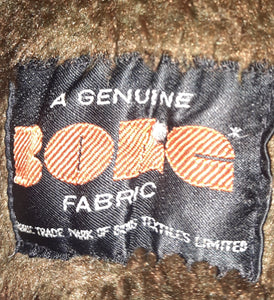 A GENUINE
BORG*
FABRIC
TRADE MARK OF BORG TEXTILES LIMITED